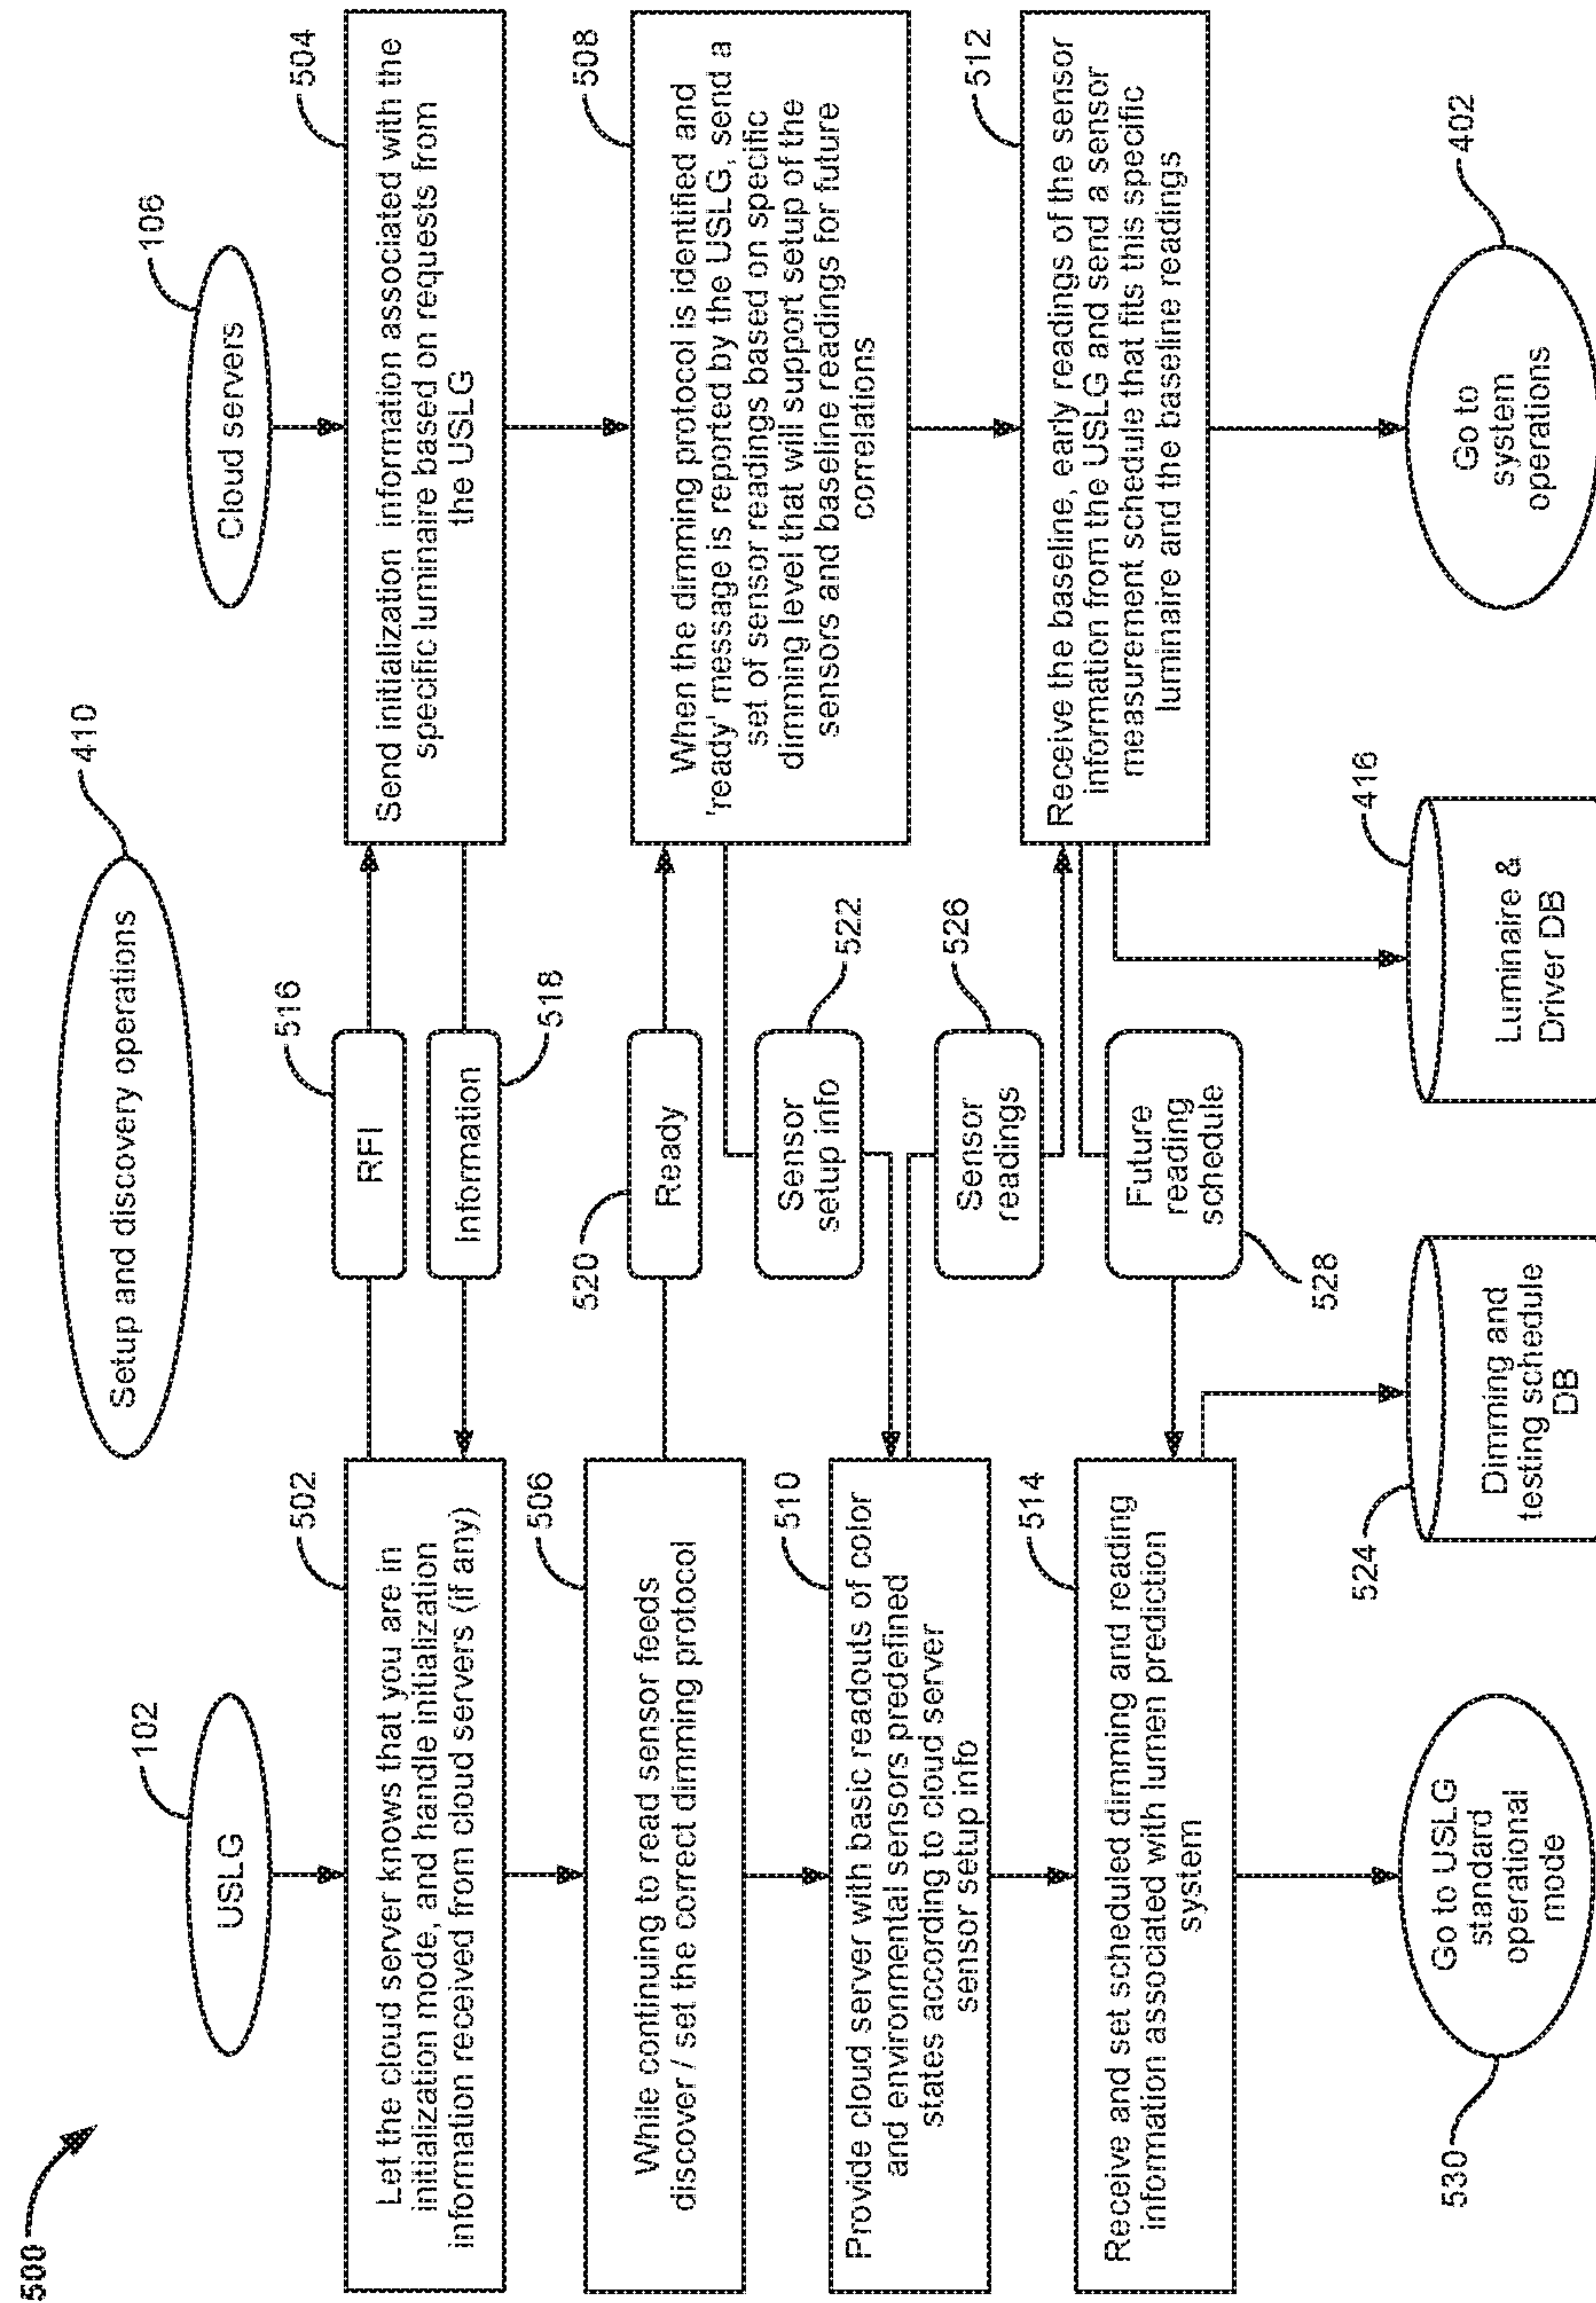 500
Setup and discovery operations
410
USLG
102
Cloud servers
106
502
Let the cloud server knows that you are in
initialization mode, and handle initialization
information received from cloud servers (if any)
RFI
516
Information
518
504
Send initialization information associated with the
specific luminaire based on requests from
the USLG
506
While continuing to read sensor feeds
discover / set the correct dimming protocol
520
Ready
508
When the dimming protocol is identified and
'ready' message is reported by the USLG, send a
set of sensor readings based on specific
dimming level that will support setup of the
sensors and baseline readings for future
correlations
Sensor
setup info
522
510
Provide cloud server with basic readouts of color
and environmental sensors predefined
states according to cloud server
sensor setup info
Sensor
readings
526
512
Receive the baseline, early readings of the sensor
information from the USLG and send a sensor
measurement schedule that fits this specific
luminaire and the baseline readings
514
Receive and set scheduled dimming and reading
information associated with lumen prediction
system
Future
reading
schedule
528
530
Go to USLG
standard
operational
mode
524
Dimming and
testing schedule
DB
416
Luminaire &
Driver DB
402
Go to
system
operations